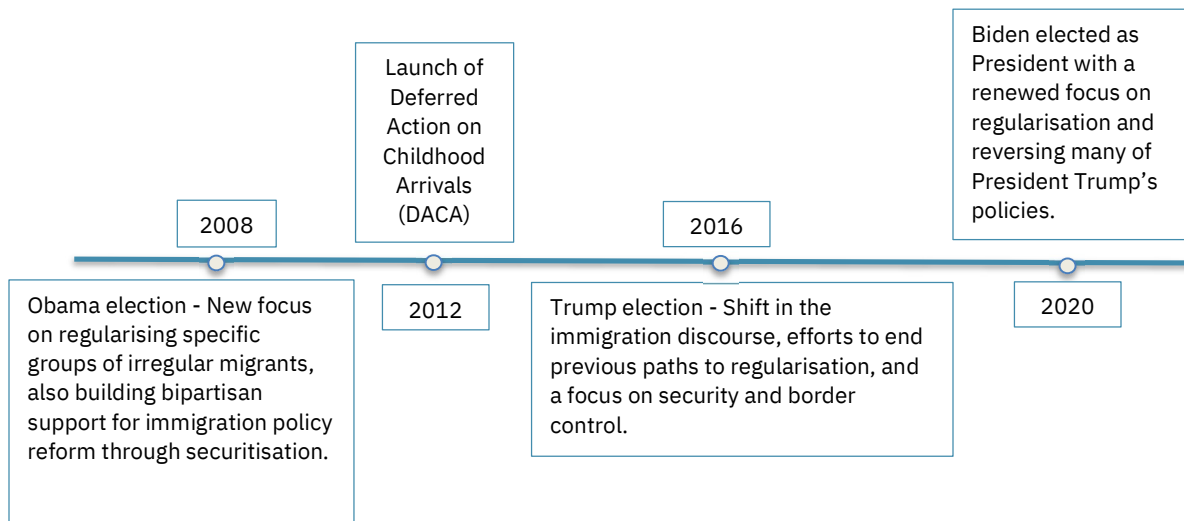 2008
Obama election - New focus
on regularising specific
groups of irregular migrants,
also building bipartisan
support for immigration policy
reform through securitisation.
Launch of
Deferred
Action on
Childhood
Arrivals
(DACA)
2012
2016
Trump election - Shift in the
immigration discourse, efforts to end
previous paths to regularisation, and
a focus on security and border
control.
Biden elected as
President with a
renewed focus on
regularisation and
reversing many of
President Trump’s
policies.
2020